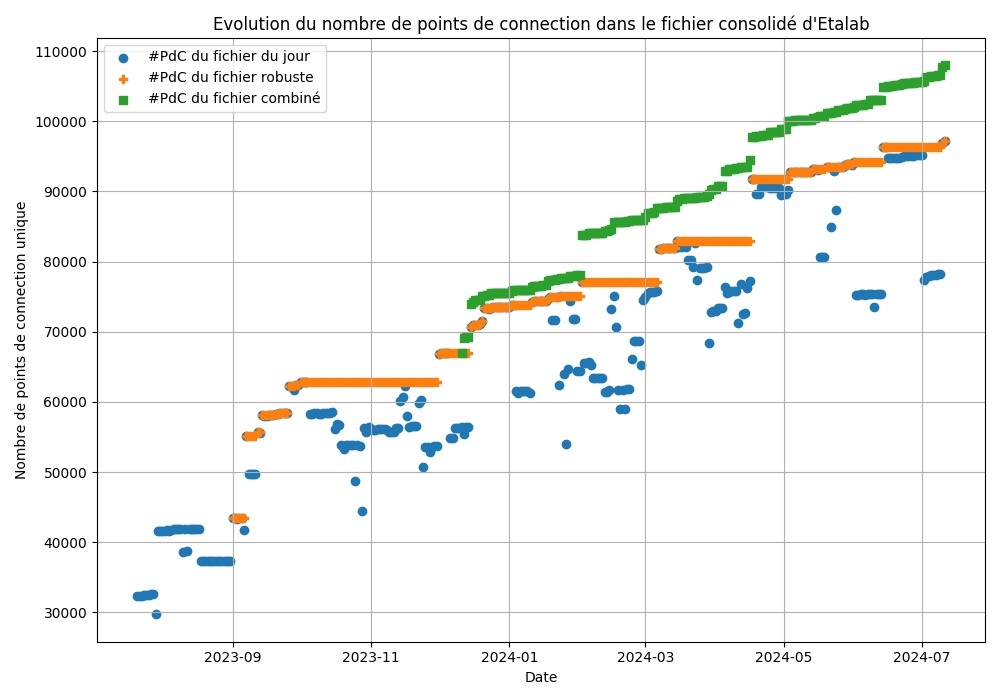 Evolution du nombre de points de connection dans le fichier consolidé d'Etalab
#PdC du fichier du jour
#PdC du fichier robuste
#PdC du fichier combiné
Nombre de points de connection unique
110000
100000
90000
80000
70000
60000
50000
40000
30000
2023-09
2023-11
2024-01
2024-03
2024-05
2024-07
Date